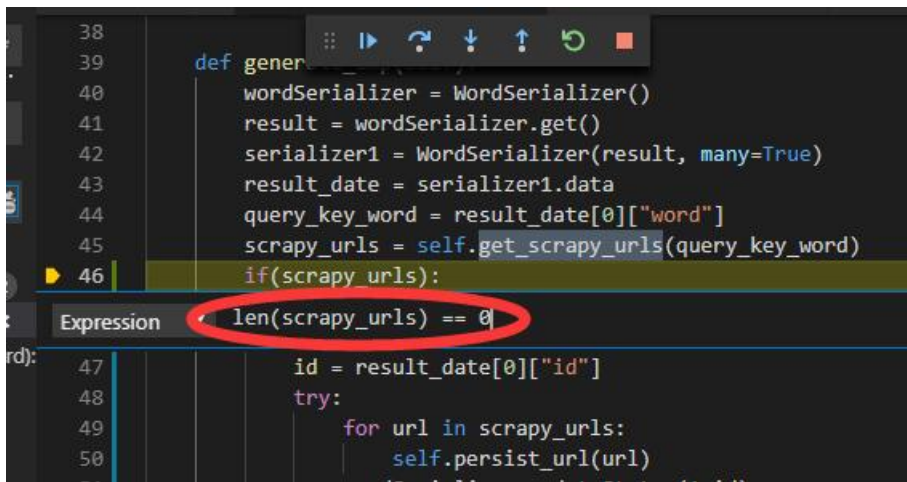 38
39 def gener
40 wordSerializer = WordSerializer()
41 result = wordSerializer.get()
42 serializer1 = WordSerializer(result, many=True)
43 result_date = serializer1.data
44 query_key_word = result_date[0]["word"]
45 scrapy_urls = self.get_scrapy_urls(query_key_word)
46 if(scrapy_urls):
Expression len(scrapy_urls) == 0
rd):
47 id = result_date[0]["id"]
48 try:
49 for url in scrapy_urls:
50 self.persist_url(url)